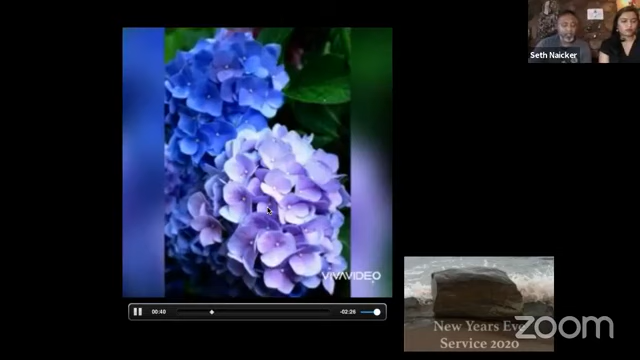 Seth Naicker
VIVAVIDEO
00:40
-02:26
New Years Eve
Service 2020
zoom